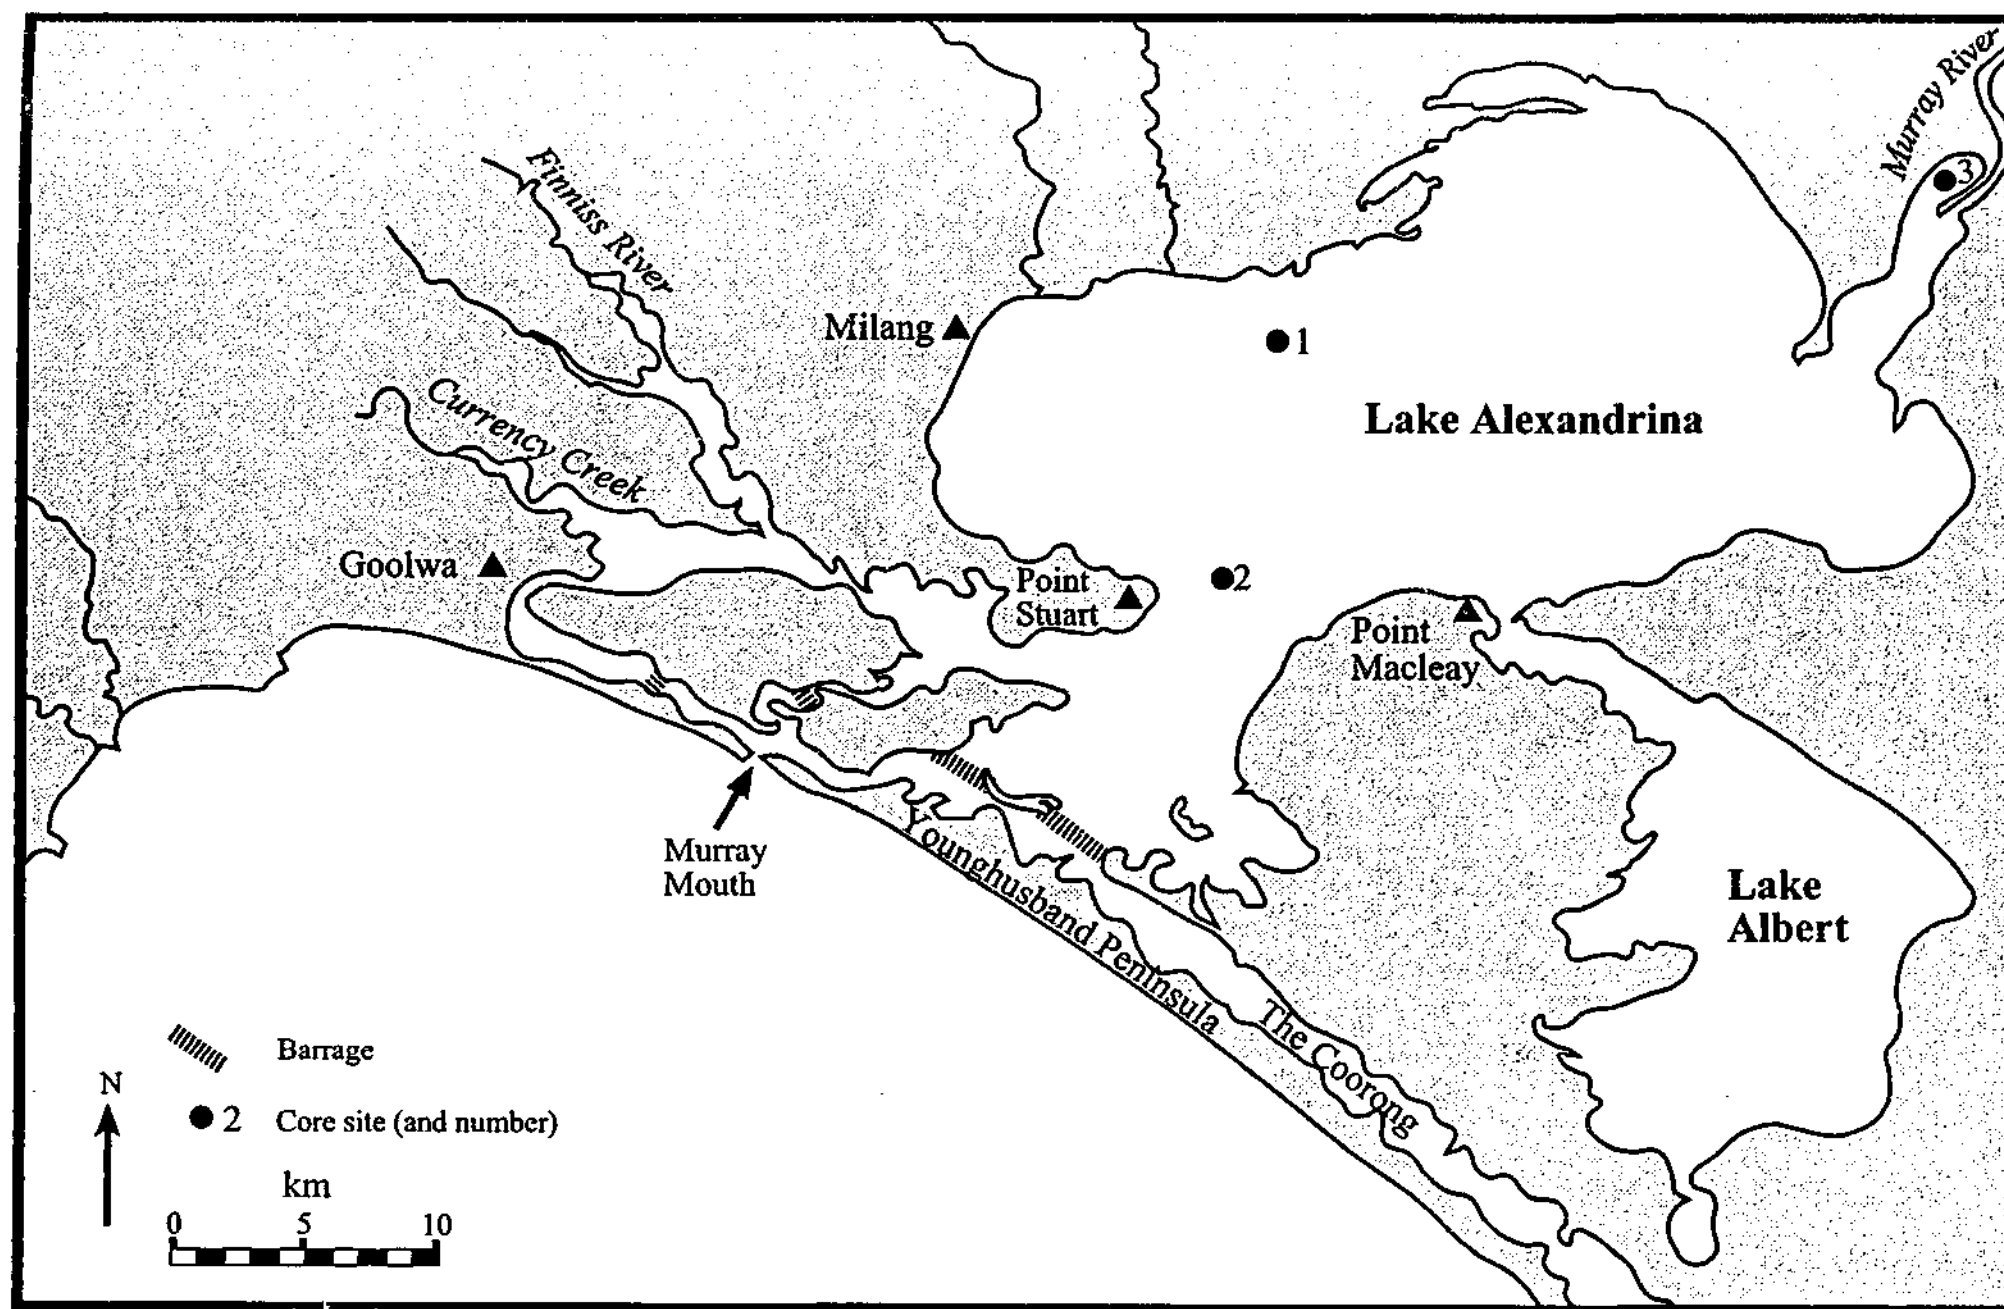 Murray River
3
Finniss River
Milang
1
Lake Alexandrina
Currency Creek
Goolwa
Point
Stuart
2
Point
Macleay
Murray
Mouth
Younghusband Peninsula
Lake
Albert
The Coorong
Barrage
N
2 Core site (and number)
km
0 5 10